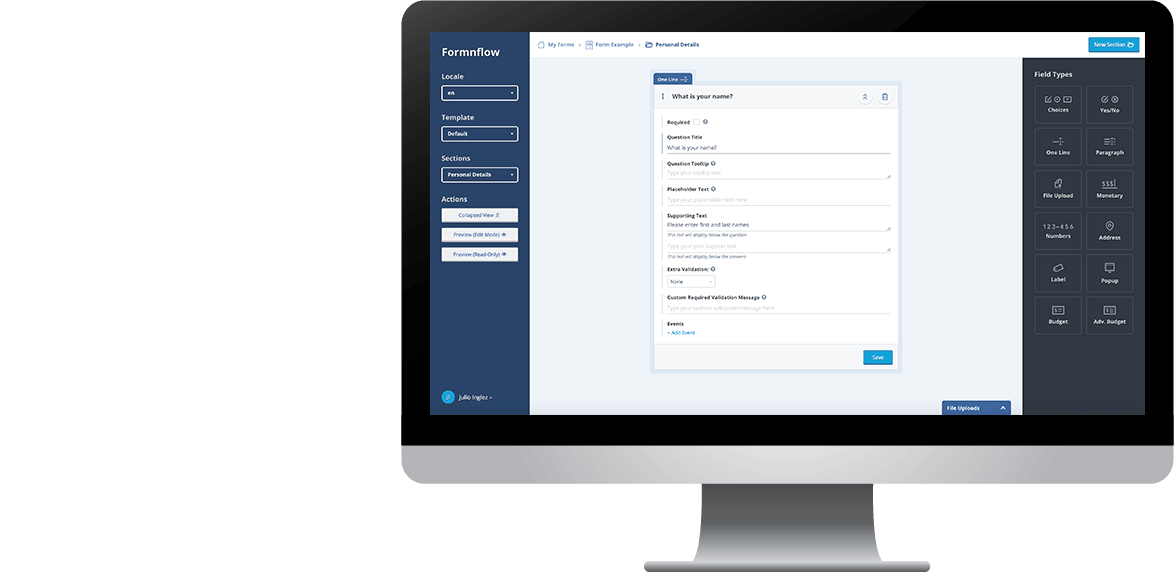 Formnflow
Locale
en
Template
Default
Sections
Personal Details
Actions
Collapsed View
Preview (Edit Mode)
Preview (Read-Only)
Julio Inglez
My Forms › Form Example › Personal Details
New Section
One Line
What is your name?
Required
Question Title
What is your name?
Question Tooltip
Type your tooltip text
Placeholder Text
Type your placeholder text here
Supporting Text
Please enter first and last names
This text will display below the question
Type your post support text
This text will display below the answers
Extra Validation:
None
Custom Required Validation Message
Type your custom validation message here
Events
+ Add Event
Save
File Uploads
Field Types
Choices
Yes/No
One Line
Paragraph
File Upload
$$$
Monetary
1 2 3 – 4 5 6
Numbers
Address
Label
Popup
Budget
Adv. Budget